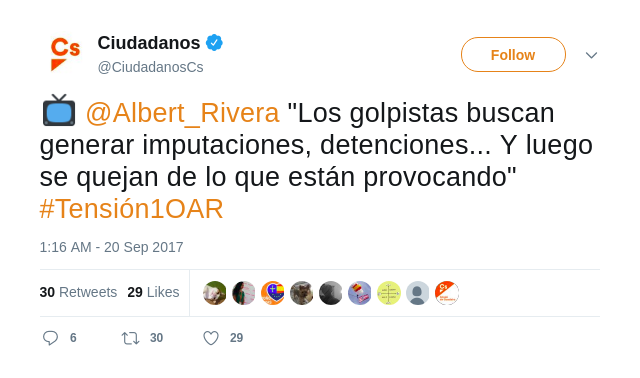 Cs
Ciudadanos
@CiudadanosCs
Follow
@Albert_Rivera "Los golpistas buscan
generar imputaciones, detenciones... Y luego
se quejan de lo que están provocando"
#Tensión1OAR
1:16 AM - 20 Sep 2017
30 Retweets 29 Likes
Cs
6 30 29